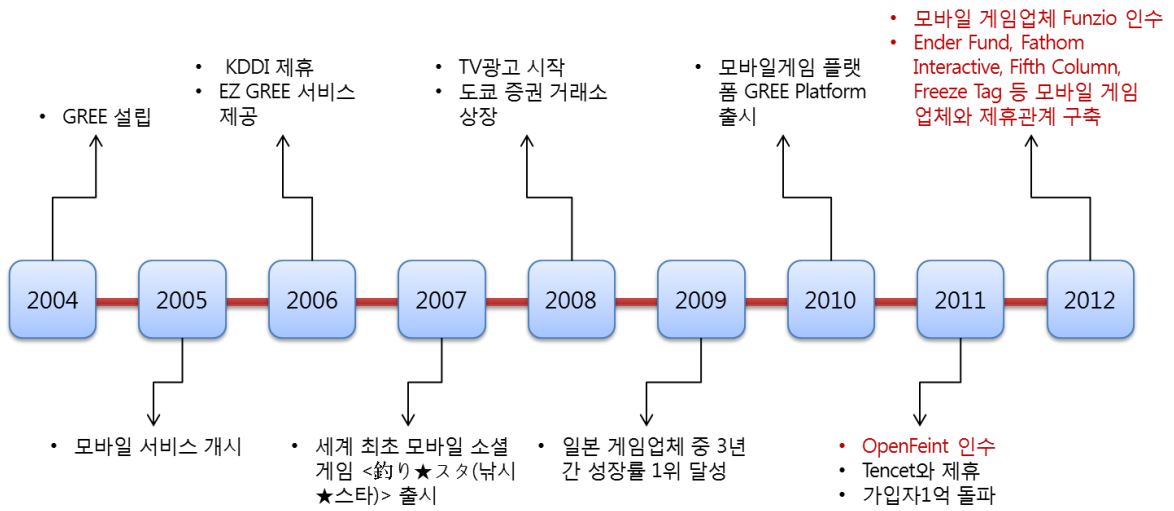 • 모바일 게임업체 Funzio 인수
• Ender Fund, Fathom
Interactive, Fifth Column,
Freeze Tag 등 모바일 게임
업체와 제휴관계 구축
• KDDI 제휴
• EZ GREE 서비스
제공
• TV광고 시작
• 도쿄 증권 거래소
상장
• 모바일게임 플랫
폼 GREE Platform
출시
• GREE 설립
2004
2005
2006
2007
2008
2009
2010
2011
2012
• 모바일 서비스 개시
• 세계 최초 모바일 소셜
게임 <釣り★スタ(낚시
★스타)> 출시
• 일본 게임업체 중 3년
간 성장률 1위 달성
• OpenFeint 인수
• Tencet와 제휴
• 가입자1억 돌파